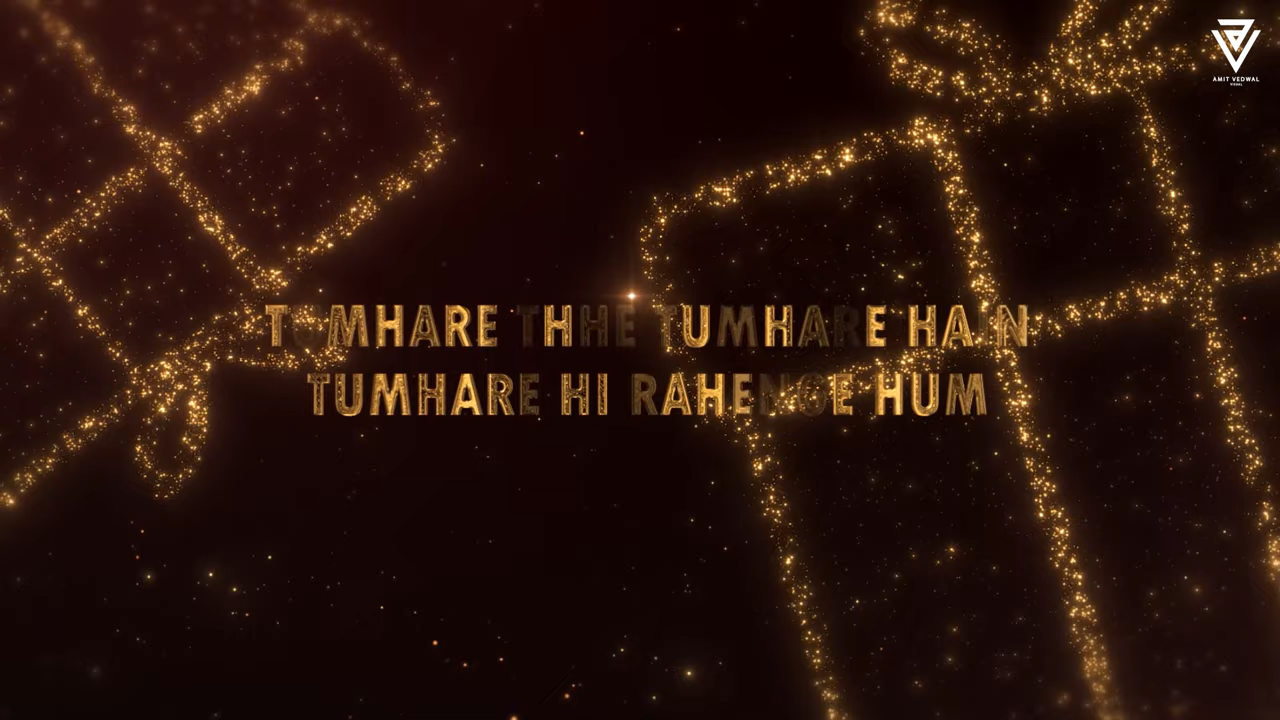 AMIT VEDWAL
TUMHARE THHE TUMHARE HAIN
TUMHARE HI RAHENGE HUM